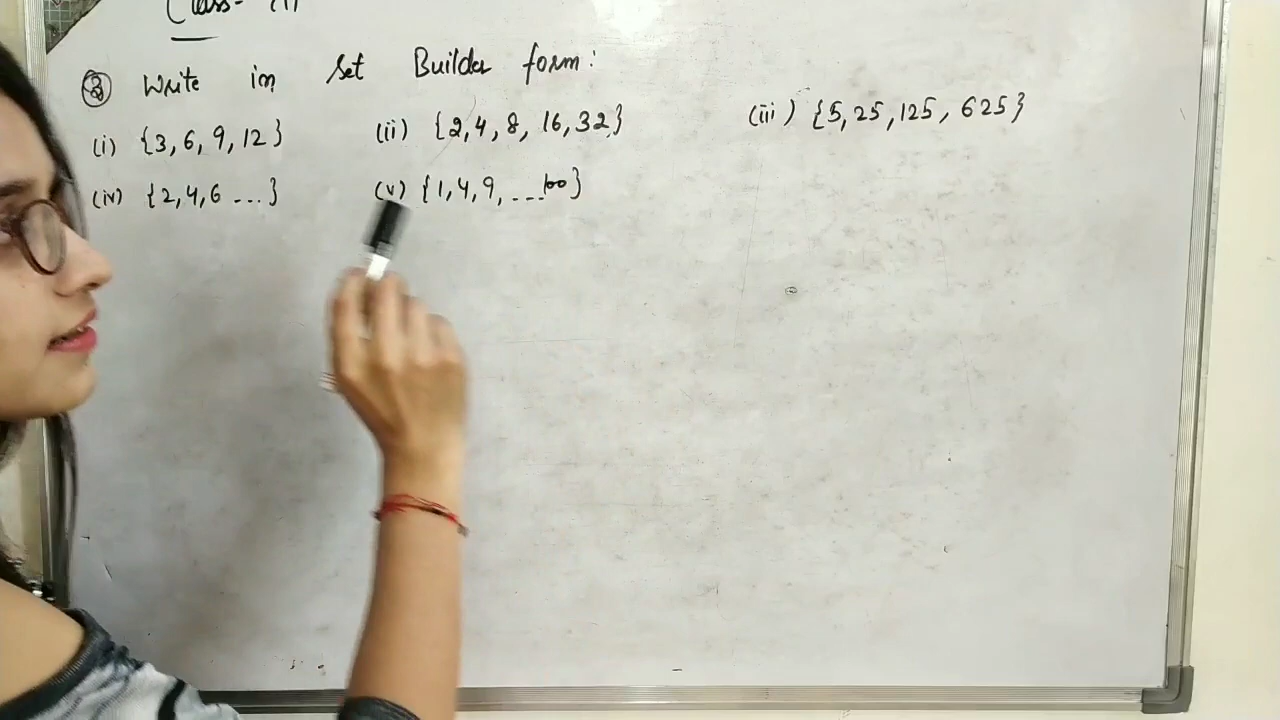 Class-
③ Write in set Builder form:
(i) {3, 6, 9, 12} (ii) {2, 4, 8, 16, 32} (iii) {5, 25, 125, 625}
(iv) {2, 4, 6 ...} (v) {1, 4, 9, ...100}